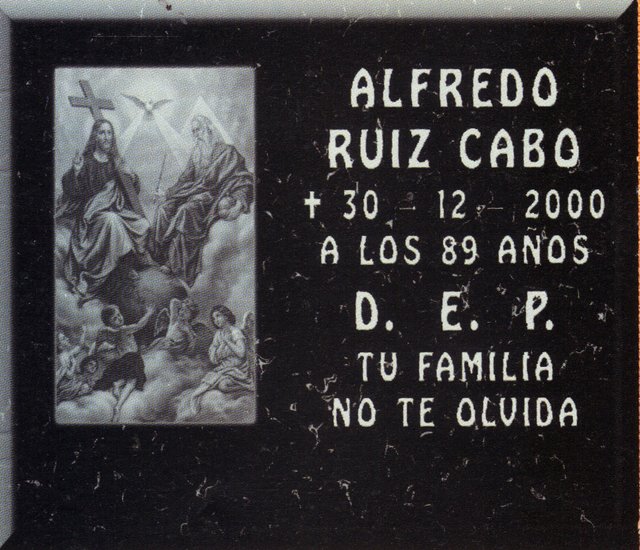 ALFREDO
RUIZ CABO
✝ 30 - 12 - 2000
A LOS 89 AÑOS
D. E. P.
TU FAMILIA
NO TE OLVIDA